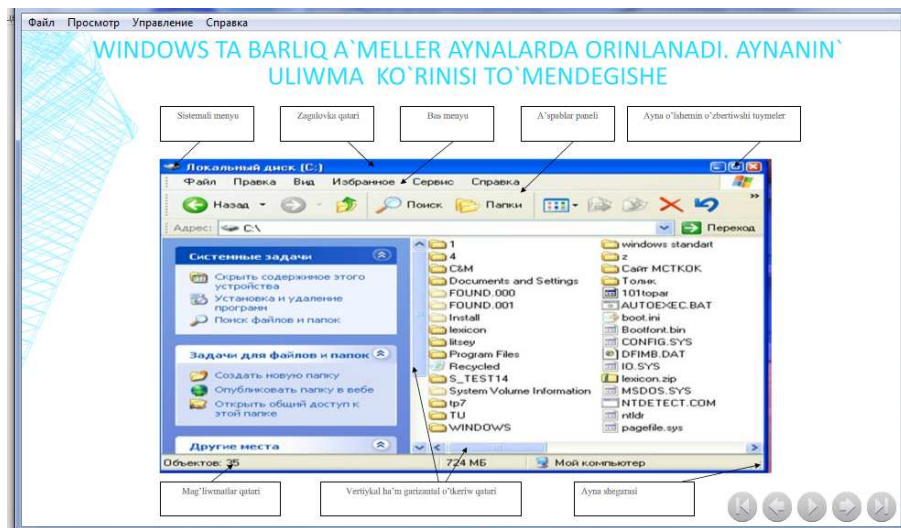 Файл Просмотр Управление Справка
WINDOWS TA BARLIQ A`MELLER AYNALARDA ORINLANADI. AYNANIN`
ULIWMA KO`RINISI TO`MENDEGISHE
Sistemali menyu
Zagalovka qatari
Bas menyu
A'spablar paneli
Ayna o'lshemin o'zbertiwshi tuymeler
Локальный диск (C:)
Файл Правка Вид Избранное Сервис Справка
Назад Поиск Папки
Адрес: C:\ Переход
Системные задачи
Скрыть содержимое этого
устройства
Установка и удаление
программ
Поиск файлов и папок
Задачи для файлов и папок
Создать новую папку
Опубликовать папку в вебе
Открыть общий доступ к
этой папке
Другие места
1
4
C&M
Documents and Settings
FOUND.000
FOUND.001
Install
lexicon
litsey
Program Files
Recycled
S_TEST14
System Volume Information
tp7
TU
WINDOWS
windows standart
z
Сайт МСТКОК
Толик
101topar
AUTOEXEC.BAT
boot.ini
Bootfont.bin
CONFIG.SYS
DFIMB.DAT
IO.SYS
lexicon.zip
MSDOS.SYS
NTDETECT.COM
ntldr
pagefile.sys
Объектов: 35 724 МБ Мой компьютер
Mag'liwmatlar qatari
Vertiykal ha'm garizantal o'tkeriw qatari
Ayna shegarasi